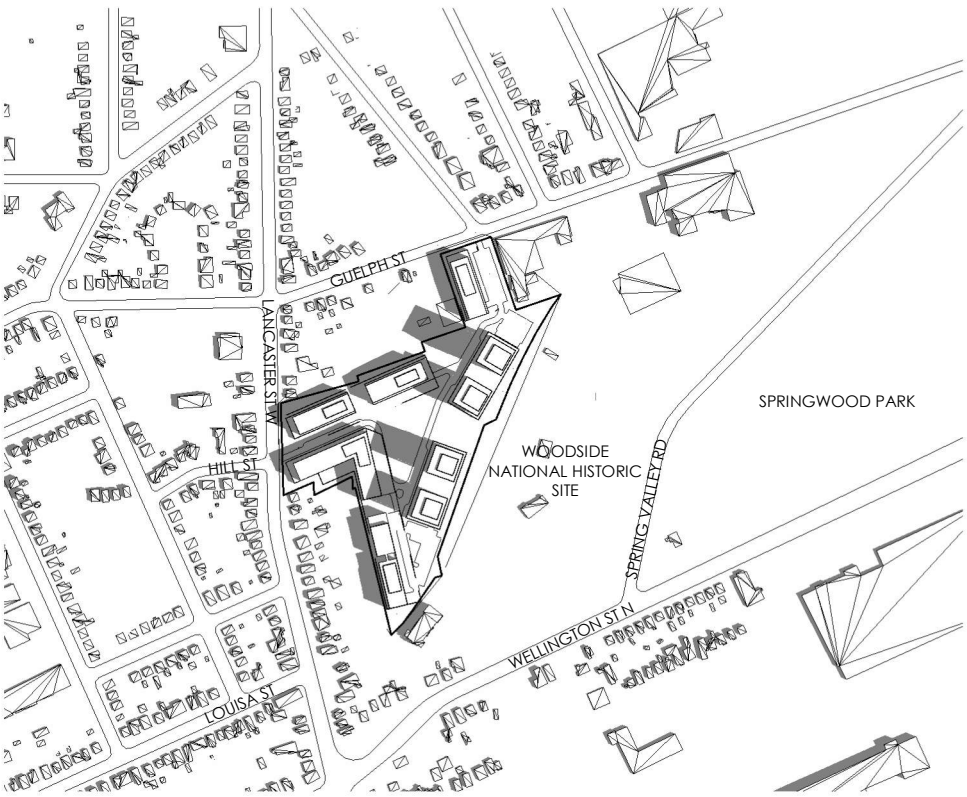 GUELPH ST
LANCASTER ST W
SPRINGWOOD PARK
WOODSIDE
NATIONAL HISTORIC
SITE
HILL ST
SPRING VALLEY RD
WELLINGTON ST N
LOUISA ST